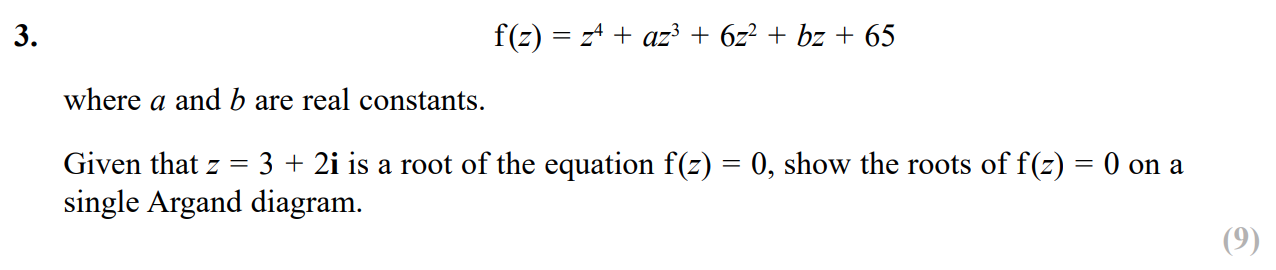 3. f(z) = z⁴ + az³ + 6z² + bz + 65
where a and b are real constants.
Given that z = 3 + 2i is a root of the equation f(z) = 0, show the roots of f(z) = 0 on a
single Argand diagram.
(9)